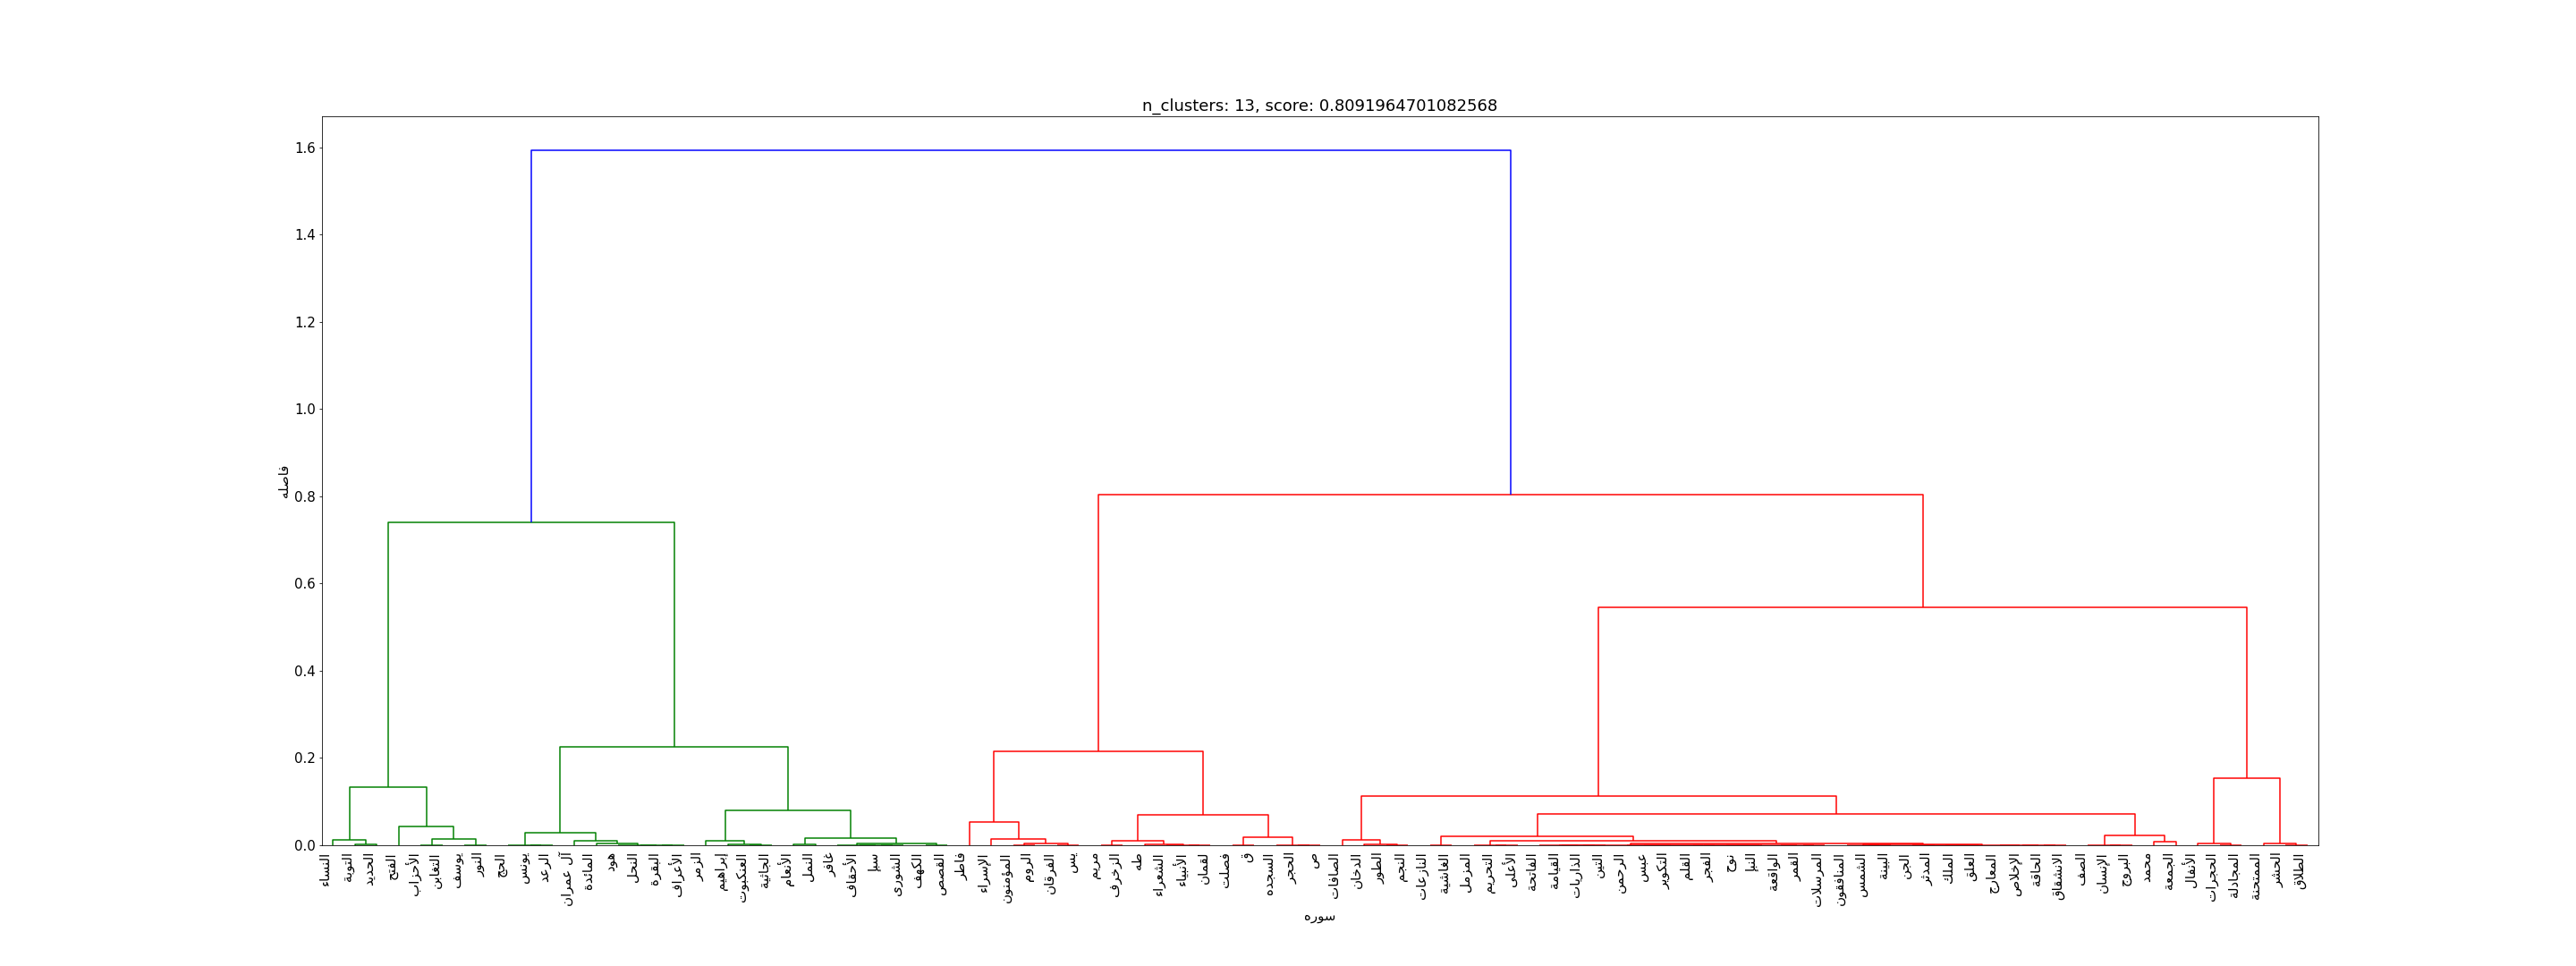 n_clusters: 13, score: 0.8091964701082568
1.6
1.4
1.2
1.0
0.8
0.6
0.4
0.2
0.0
فاصله
النساء
التوبة
الحديد
الفتح
الأحزاب
التغابن
يوسف
النور
الحج
يونس
الرعد
آل عمران
المائدة
هود
النحل
البقرة
الأعراف
الزمر
إبراهيم
العنكبوت
الجاثية
الأنعام
النمل
غافر
الأحقاف
سبإ
الشورى
الكهف
القصص
فاطر
الإسراء
المؤمنون
الروم
الفرقان
يس
مريم
الزخرف
طه
الشعراء
الأنبياء
لقمان
فصلت
ق
السجده
الحجر
ص
الصافات
الدخان
الطور
النجم
النازعات
الغاشية
المزمل
التحريم
الأعلى
الفاتحة
القيامة
الذاريات
التين
الرحمن
عبس
التكوير
القلم
الفجر
نوح
النبإ
الواقعة
القمر
المرسلات
المنافقون
الشمس
البينة
الجن
المدثر
الملك
العلق
المعارج
الإخلاص
الحاقة
الانشقاق
الصف
الإنسان
البروج
محمد
الجمعة
الأنفال
الحجرات
المجادلة
الممتحنة
الحشر
الطلاق
سوره